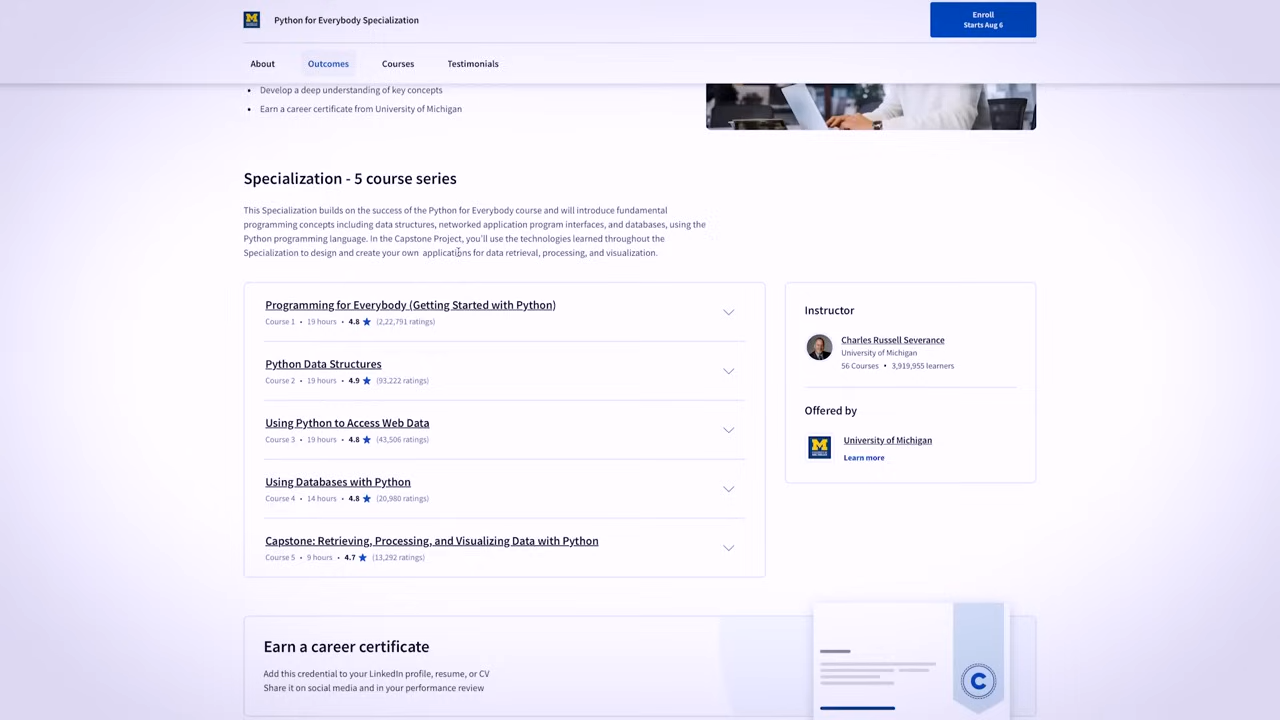 Python for Everybody Specialization
Enroll
Starts Aug 6
About
Outcomes
Courses
Testimonials
Develop a deep understanding of key concepts
Earn a career certificate from University of Michigan
Specialization - 5 course series
This Specialization builds on the success of the Python for Everybody course and will introduce fundamental
programming concepts including data structures, networked application program interfaces, and databases, using the
Python programming language. In the Capstone Project, you'll use the technologies learned throughout the
Specialization to design and create your own applications for data retrieval, processing, and visualization.
Programming for Everybody (Getting Started with Python)
Course 1 • 19 hours • 4.8 ★ (2,22,791 ratings)
Python Data Structures
Course 2 • 19 hours • 4.9 ★ (93,222 ratings)
Using Python to Access Web Data
Course 3 • 19 hours • 4.8 ★ (43,506 ratings)
Using Databases with Python
Course 4 • 14 hours • 4.8 ★ (20,980 ratings)
Capstone: Retrieving, Processing, and Visualizing Data with Python
Course 5 • 9 hours • 4.7 ★ (13,292 ratings)
Instructor
Charles Russell Severance
University of Michigan
56 Courses • 3,919,955 learners
Offered by
M
University of Michigan
Learn more
Earn a career certificate
Add this credential to your LinkedIn profile, resume, or CV
Share it on social media and in your performance review
C